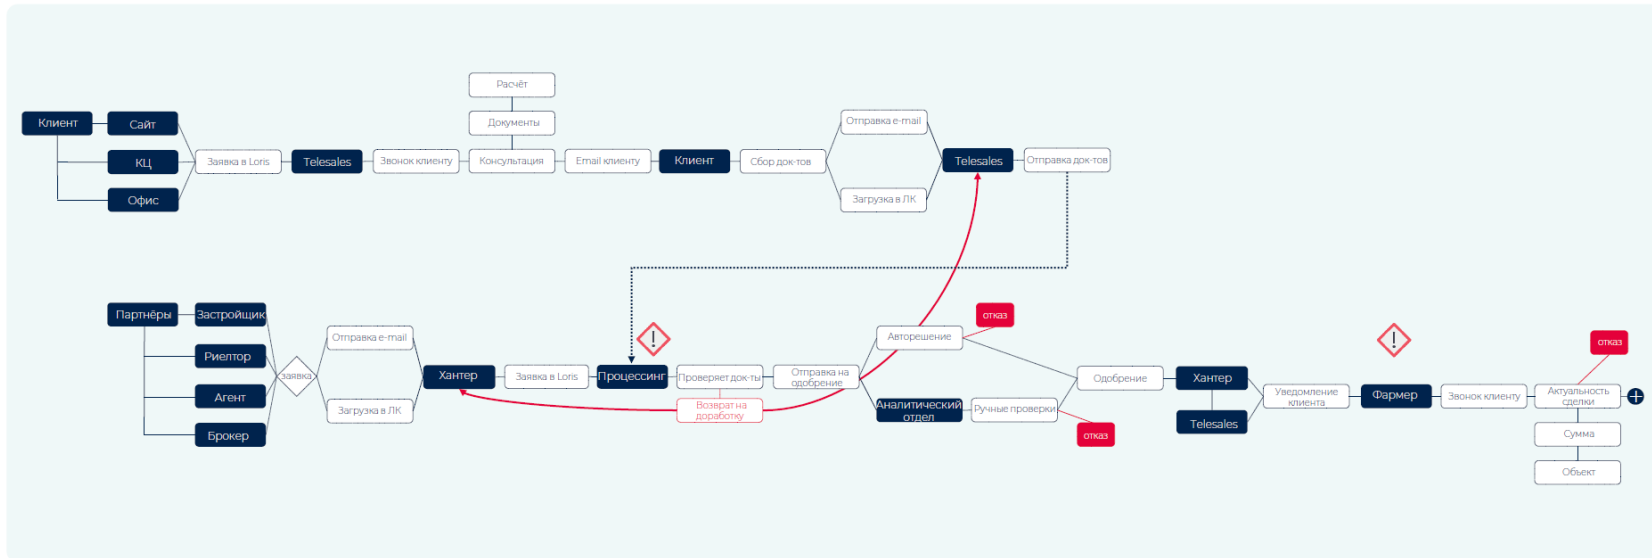 Расчёт
Клиент
Сайт
Документы
Отправка e-mail
КЦ
Заявка в Loris
Telesales
Звонок клиенту
Консультация
Email клиенту
Клиент
Сбор док-тов
Telesales
Отправка док-тов
Офис
Загрузка в ЛК
Партнёры
Застройщик
Риелтор
Агент
Брокер
заявка
Отправка e-mail
Загрузка в ЛК
Хантер
Заявка в Loris
Процессинг
!
Проверяет док-ты
Возврат на
доработку
Отправка на
одобрение
Авторешение
отказ
Аналитический
отдел
Ручные проверки
отказ
Одобрение
Хантер
Telesales
Уведомление
клиента
!
Фармер
Звонок клиенту
отказ
Актуальность
сделки
Сумма
Объект